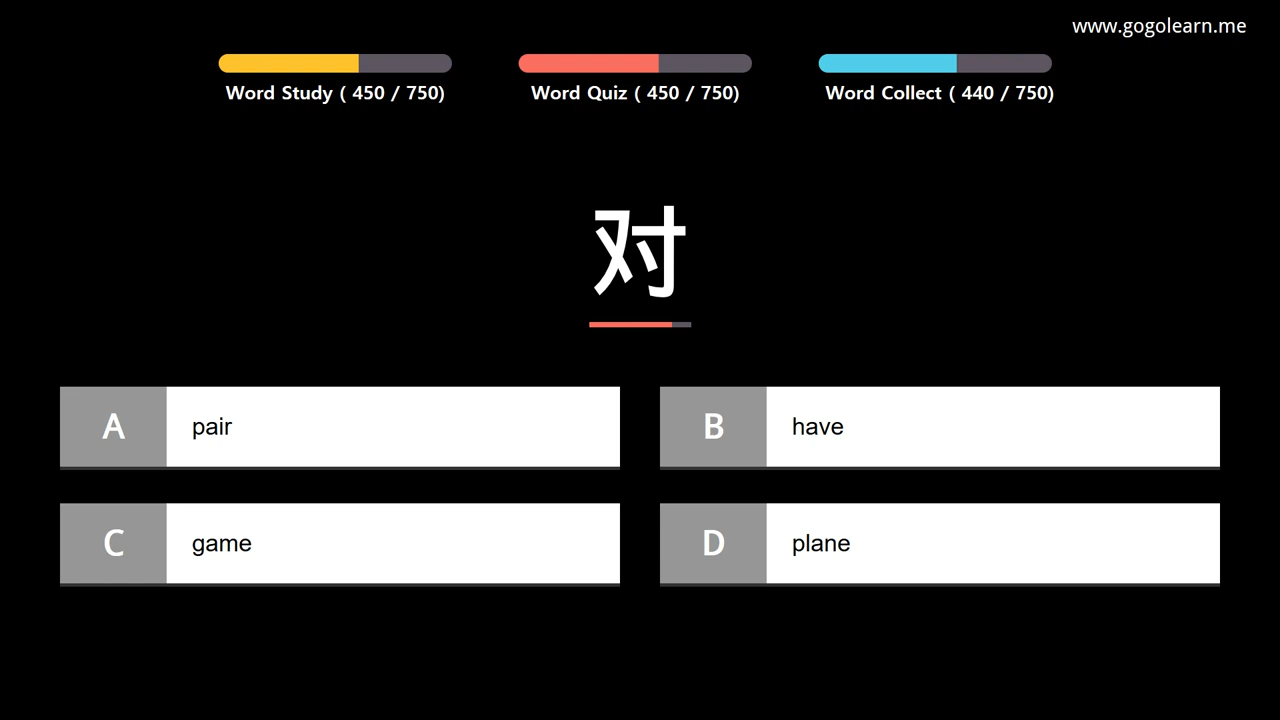 www.gogolearn.me
Word Study ( 450 / 750)
Word Quiz ( 450 / 750)
Word Collect ( 440 / 750)
对
A pair
B have
C game
D plane